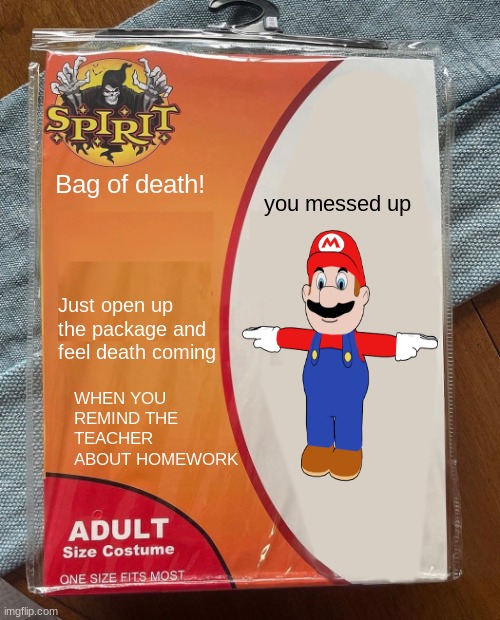 SPIRIT
Bag of death!
you messed up
M
Just open up
the package and
feel death coming
WHEN YOU
REMIND THE
TEACHER
ABOUT HOMEWORK
ADULT
Size Costume
ONE SIZE FITS MOST
imgflip.com